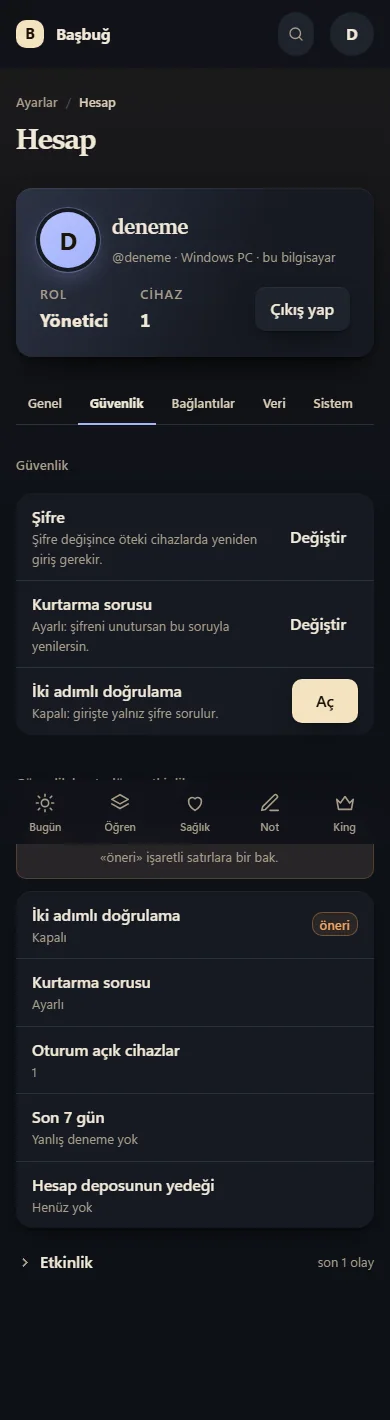 B Başbuğ D
Ayarlar / Hesap
Hesap
D
deneme
@deneme · Windows PC · bu bilgisayar
ROL
CİHAZ
Yönetici
1
Çıkış yap
Genel Güvenlik Bağlantılar Veri Sistem
Güvenlik
Şifre
Şifre değişince öteki cihazlarda yeniden
giriş gerekir.
Değiştir
Kurtarma sorusu
Ayarlı: şifreni unutursan bu soruyla
yenilersin.
Değiştir
İki adımlı doğrulama
Kapalı: girişte yalnız şifre sorulur.
Aç
Bugün Öğren Sağlık Not King
«öneri» işaretli satırlara bir bak.
İki adımlı doğrulama
Kapalı
öneri
Kurtarma sorusu
Ayarlı
Oturum açık cihazlar
1
Son 7 gün
Yanlış deneme yok
Hesap deposunun yedeği
Henüz yok
Etkinlik
son 1 olay